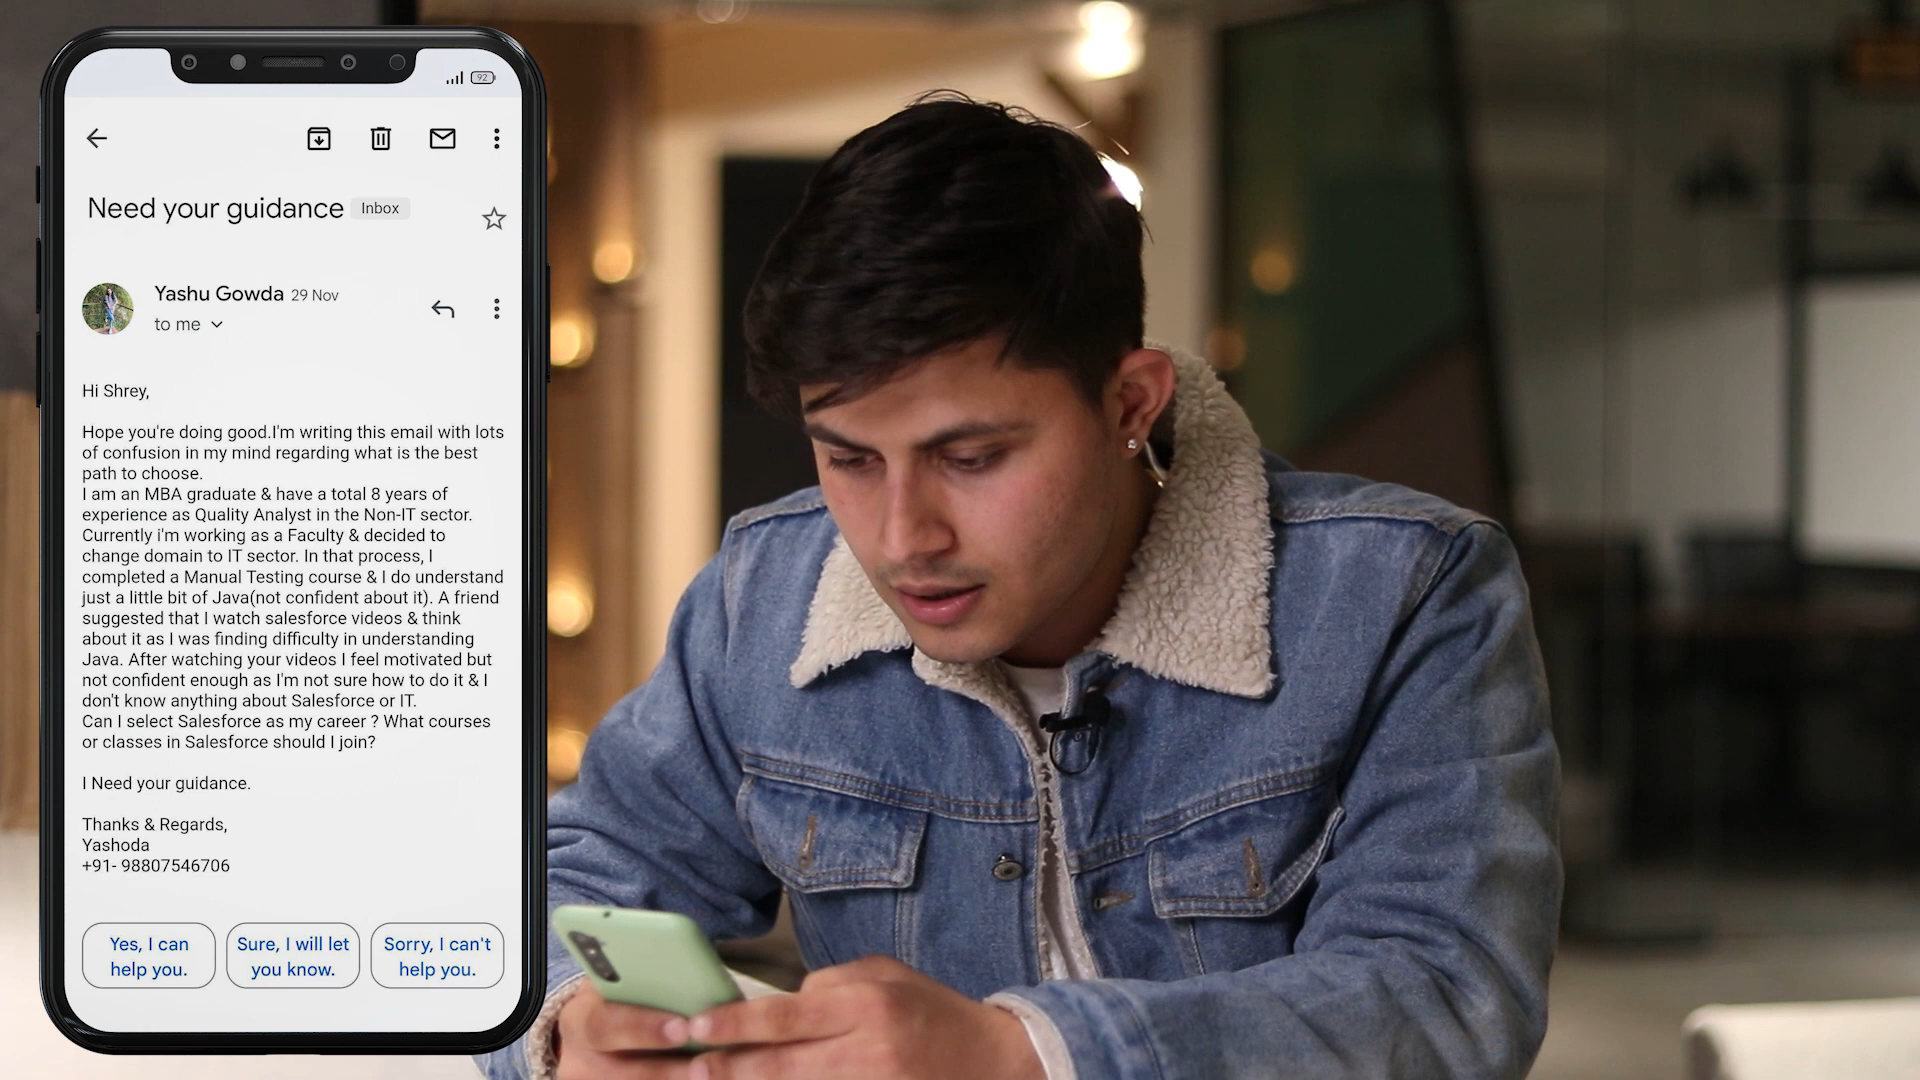 92
Need your guidance Inbox
Yashu Gowda 29 Nov
to me
Hi Shrey,
Hope you're doing good.I'm writing this email with lots
of confusion in my mind regarding what is the best
path to choose.
I am an MBA graduate & have a total 8 years of
experience as Quality Analyst in the Non-IT sector.
Currently i'm working as a Faculty & decided to
change domain to IT sector. In that process, I
completed a Manual Testing course & I do understand
just a little bit of Java(not confident about it). A friend
suggested that I watch salesforce videos & think
about it as I was finding difficulty in understanding
Java. After watching your videos I feel motivated but
not confident enough as I'm not sure how to do it & I
don't know anything about Salesforce or IT.
Can I select Salesforce as my career ? What courses
or classes in Salesforce should I join?
I Need your guidance.
Thanks & Regards,
Yashoda
+91- 98807546706
Yes, I can
help you.
Sure, I will let
you know.
Sorry, I can't
help you.